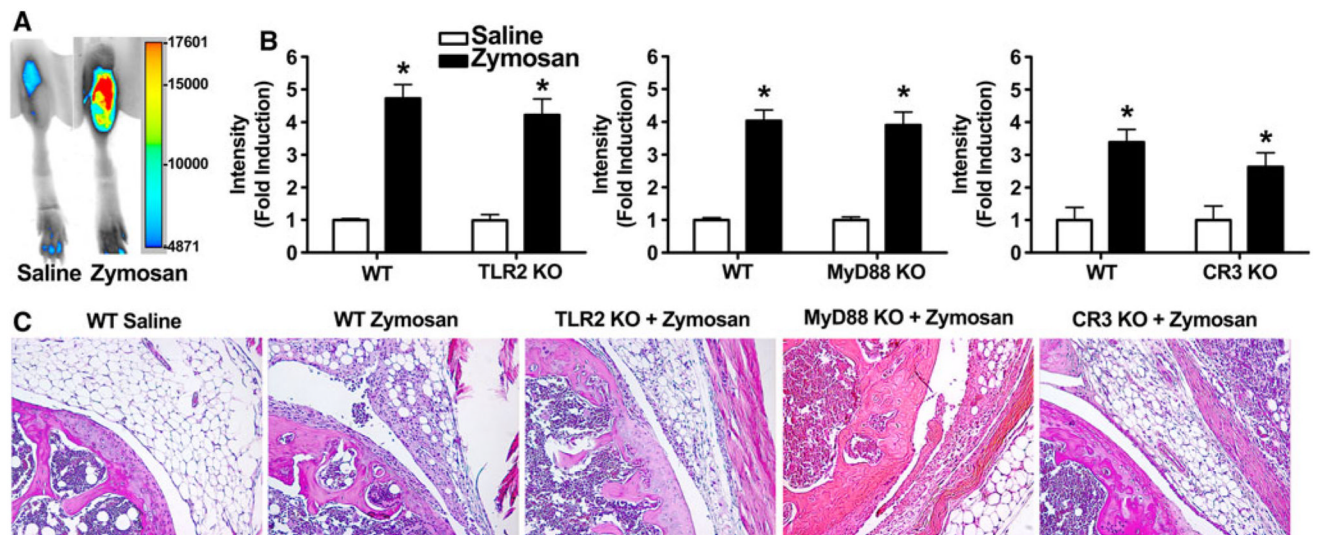 A
17601
15000
10000
4871
Saline Zymosan
B
Saline
Zymosan
Intensity
(Fold Induction)
6
5
4
3
2
1
0
*
*
WT
TLR2 KO
Intensity
(Fold Induction)
6
5
4
3
2
1
0
*
*
WT
MyD88 KO
Intensity
(Fold Induction)
6
5
4
3
2
1
0
*
*
WT
CR3 KO
C
WT Saline
WT Zymosan
TLR2 KO + Zymosan
MyD88 KO + Zymosan
CR3 KO + Zymosan